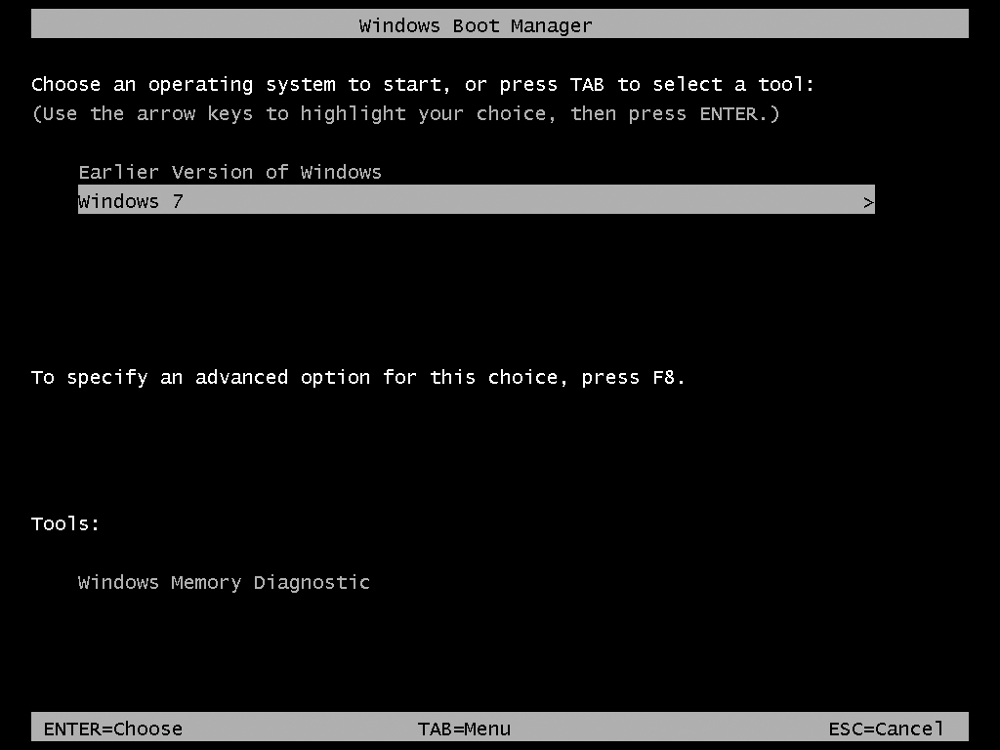 Windows Boot Manager
Choose an operating system to start, or press TAB to select a tool:
(Use the arrow keys to highlight your choice, then press ENTER.)
Earlier Version of Windows
Windows 7 >
To specify an advanced option for this choice, press F8.
Tools:
Windows Memory Diagnostic
ENTER=Choose TAB=Menu ESC=Cancel